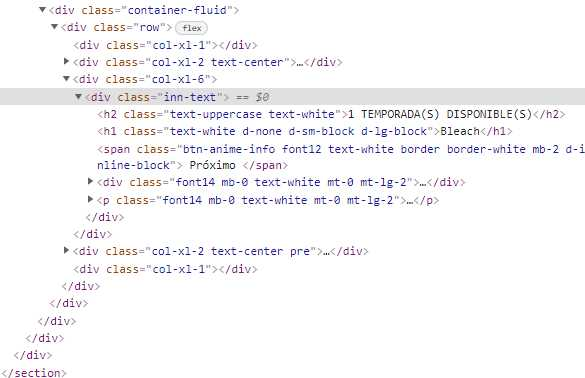 ▼<div class="container-fluid">
▼<div class="row"> flex
<div class="col-xl-1"></div>
▶<div class="col-xl-2 text-center">…</div>
▼<div class="col-xl-6">
▼<div class="inn-text"> == $0
<h2 class="text-uppercase text-white">1 TEMPORADA(S) DISPONIBLE(S)</h2>
<h1 class="text-white d-none d-sm-block d-lg-block">Bleach</h1>
<span class="btn-anime-info font12 text-white border border-white mb-2 d-i
nline-block"> Próximo </span>
▶<div class="font14 mb-0 text-white mt-0 mt-lg-2">…</div>
▶<p class="font14 mb-0 text-white mt-0 mt-lg-2">…</p>
</div>
</div>
▶<div class="col-xl-2 text-center pre">…</div>
<div class="col-xl-1"></div>
</div>
</div>
</div>
</div>
</div>
</section>